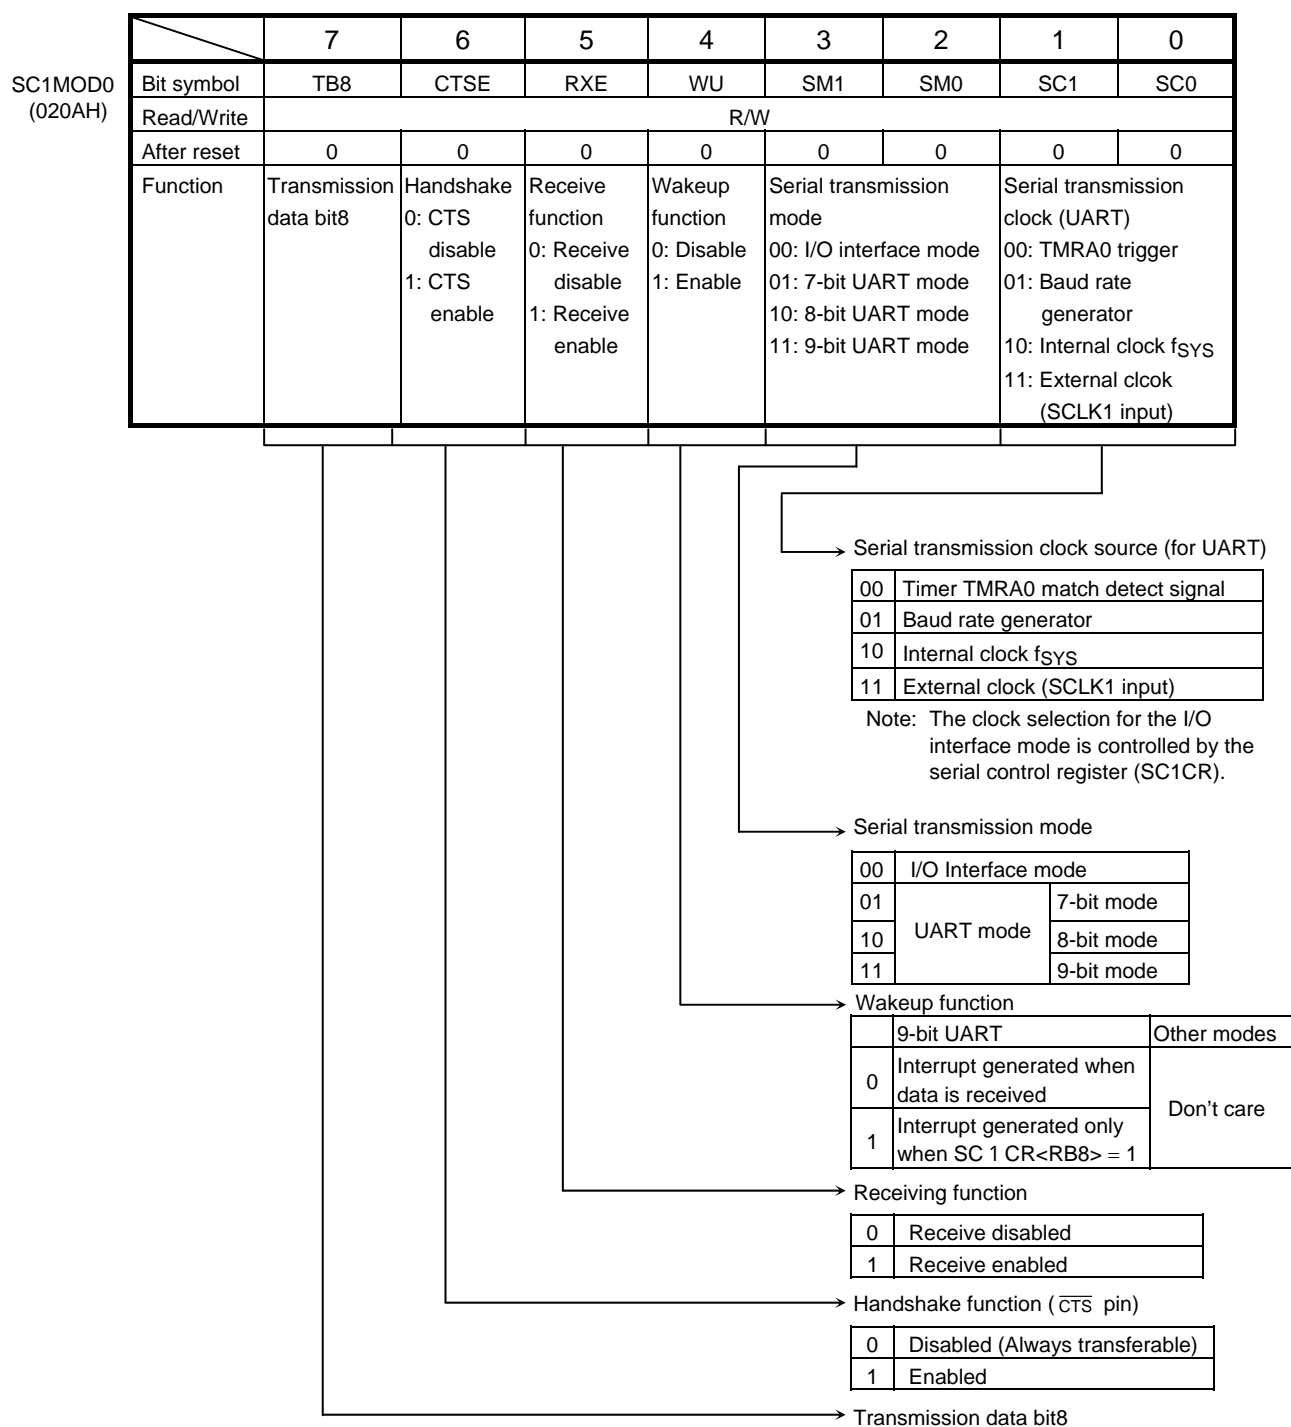 7 6 5 4 3 2 1 0
SC1MOD0
(020AH)
Bit symbol TB8 CTSE RXE WU SM1 SM0 SC1 SC0
Read/Write R/W
After reset 0 0 0 0 0 0 0 0
Function
Transmission
data bit8
Handshake
0: CTS
disable
1: CTS
enable
Receive
function
0: Receive
disable
1: Receive
enable
Wakeup
function
0: Disable
1: Enable
Serial transmission
mode
00: I/O interface mode
01: 7-bit UART mode
10: 8-bit UART mode
11: 9-bit UART mode
Serial transmission
clock (UART)
00: TMRA0 trigger
01: Baud rate
generator
10: Internal clock fSYS
11: External clcok
(SCLK1 input)
Serial transmission clock source (for UART)
00 Timer TMRA0 match detect signal
01 Baud rate generator
10 Internal clock fSYS
11 External clock (SCLK1 input)
Note: The clock selection for the I/O
interface mode is controlled by the
serial control register (SC1CR).
Serial transmission mode
00 I/O Interface mode
01 7-bit mode
UART mode
10 8-bit mode
11 9-bit mode
Wakeup function
9-bit UART Other modes
0 Interrupt generated when
data is received
Don't care
1 Interrupt generated only
when SC 1 CR<RB8> = 1
Receiving function
0 Receive disabled
1 Receive enabled
Handshake function ( CTS pin)
0 Disabled (Always transferable)
1 Enabled
Transmission data bit8